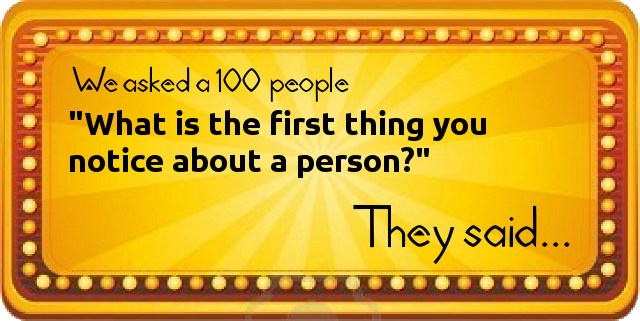 We asked a 100 people
"What is the first thing you
notice about a person?"
They said...